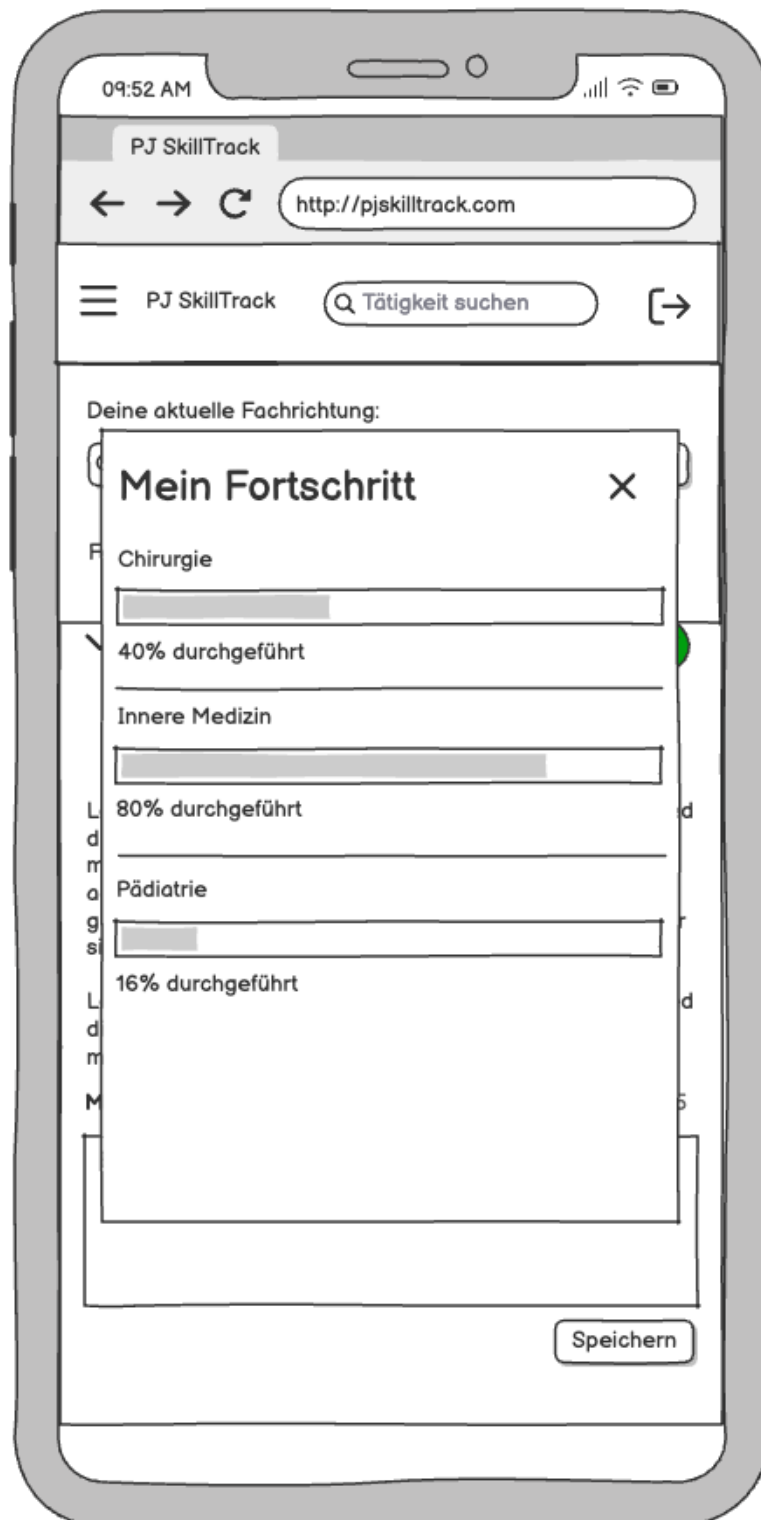 09:52 AM
PJ SkillTrack
http://pjskilltrack.com
PJ SkillTrack
Tätigkeit suchen
Deine aktuelle Fachrichtung:
Mein Fortschritt
Chirurgie
40% durchgeführt
Innere Medizin
80% durchgeführt
Pädiatrie
16% durchgeführt
Speichern